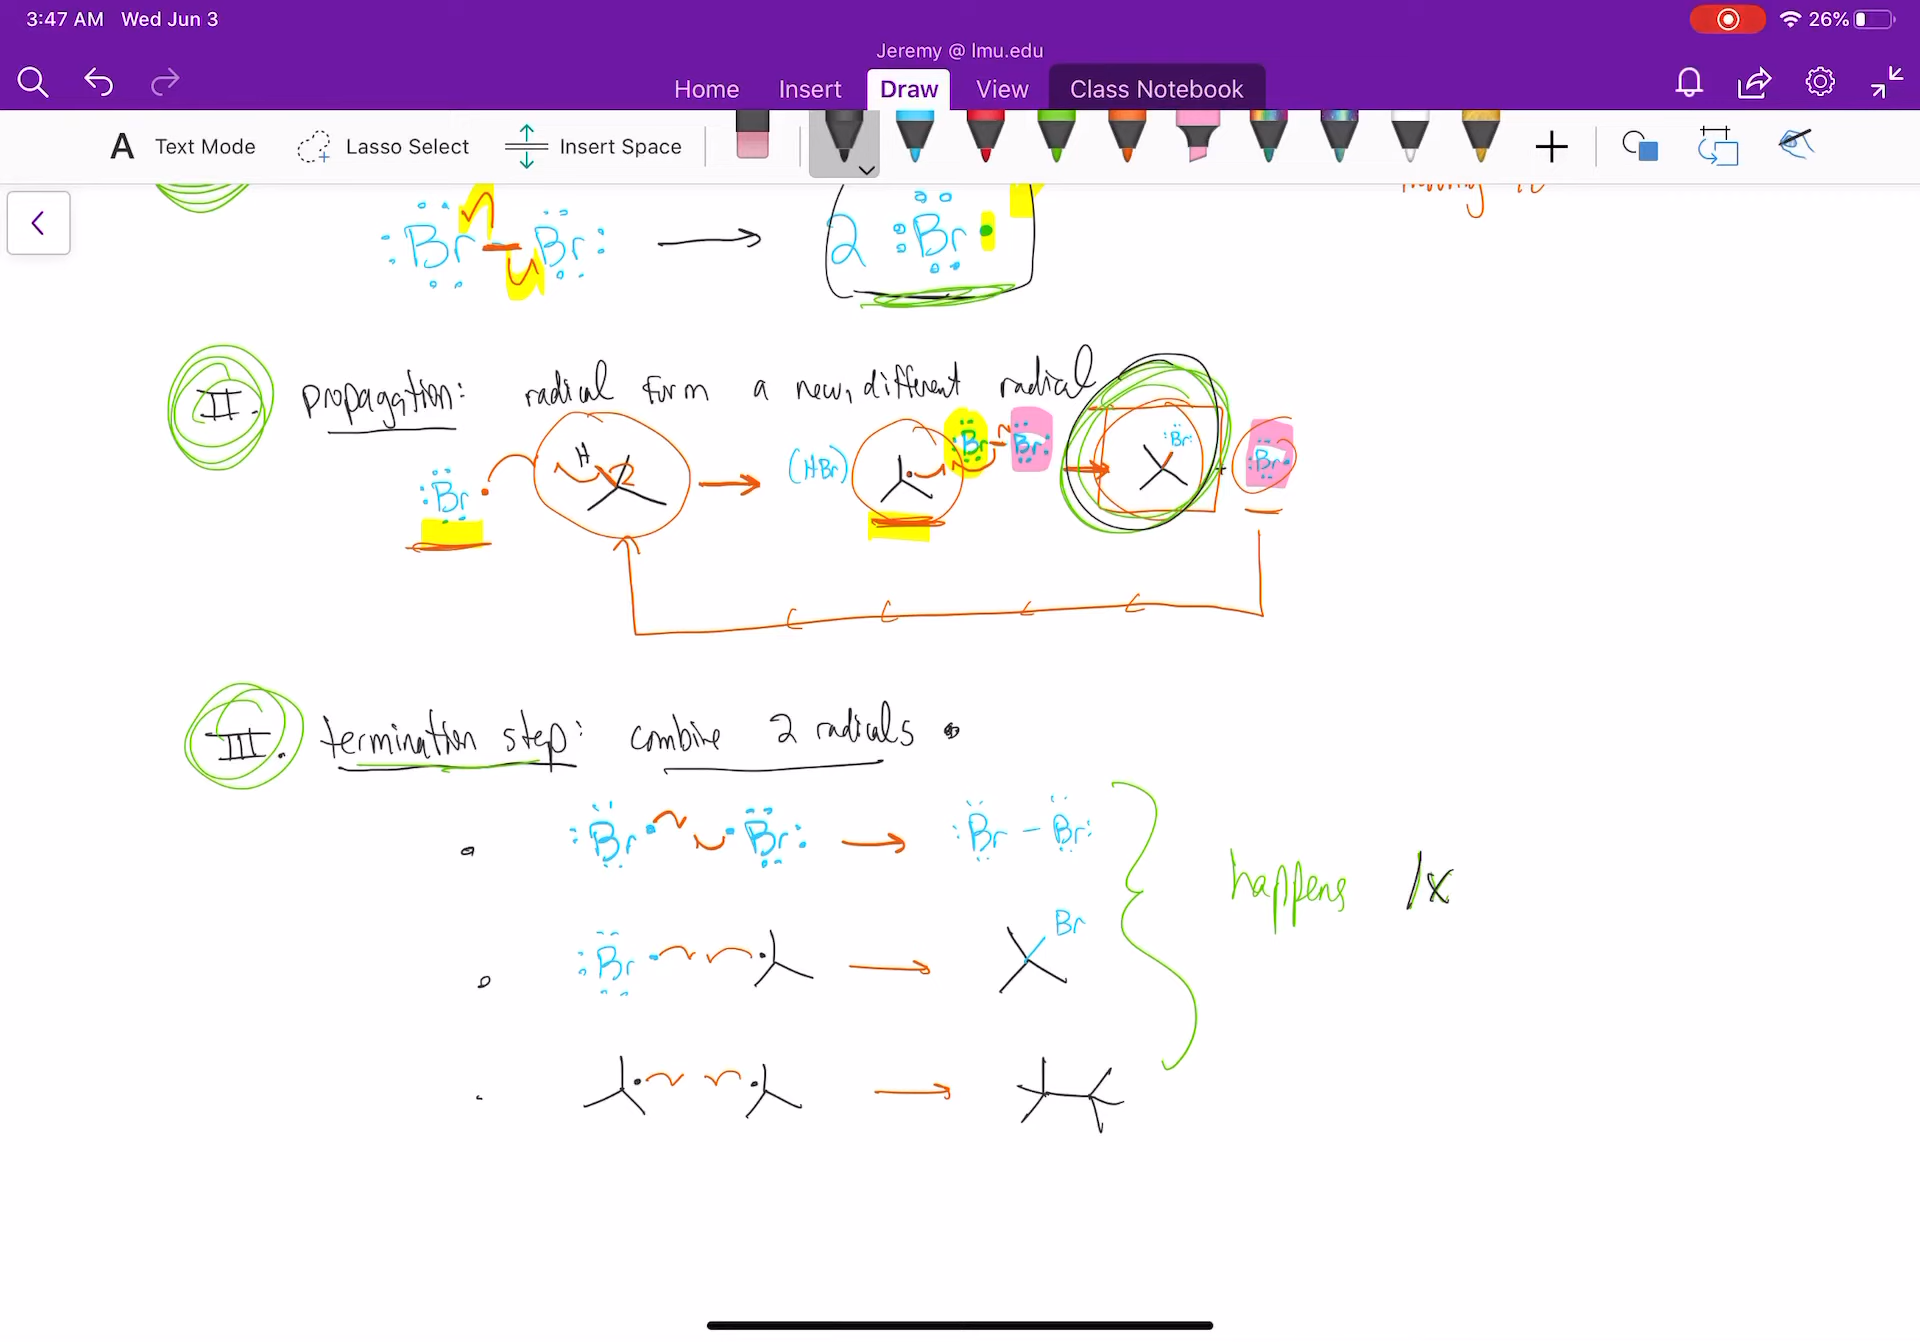 3:47 AM Wed Jun 3
26%
Jeremy @ lmu.edu
Home Insert Draw View Class Notebook
A Text Mode Lasso Select Insert Space
Br - Br → 2 Br •
II. propagation: radical form a new, different radical
Br • H → (HBr) • Br - Br → Br + Br •
III. termination step: combine 2 radicals •
• Br • • Br → Br - Br
happens 1x
• Br • • → Br
• • • →